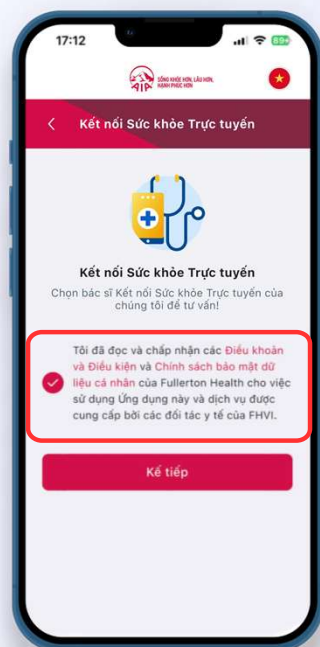 17:12
89
AIA
SỐNG KHỎE HƠN, LÂU HƠN,
HẠNH PHÚC HƠN
Kết nối Sức khỏe Trực tuyến
Kết nối Sức khỏe Trực tuyến
Chọn bác sĩ Kết nối Sức khỏe Trực tuyến của
chúng tôi để tư vấn!
Tôi đã đọc và chấp nhận các Điều khoản
và Điều kiện và Chính sách bảo mật dữ
liệu cá nhân của Fullerton Health cho việc
sử dụng Ứng dụng này và dịch vụ được
cung cấp bởi các đối tác y tế của FHVI.
Kế tiếp